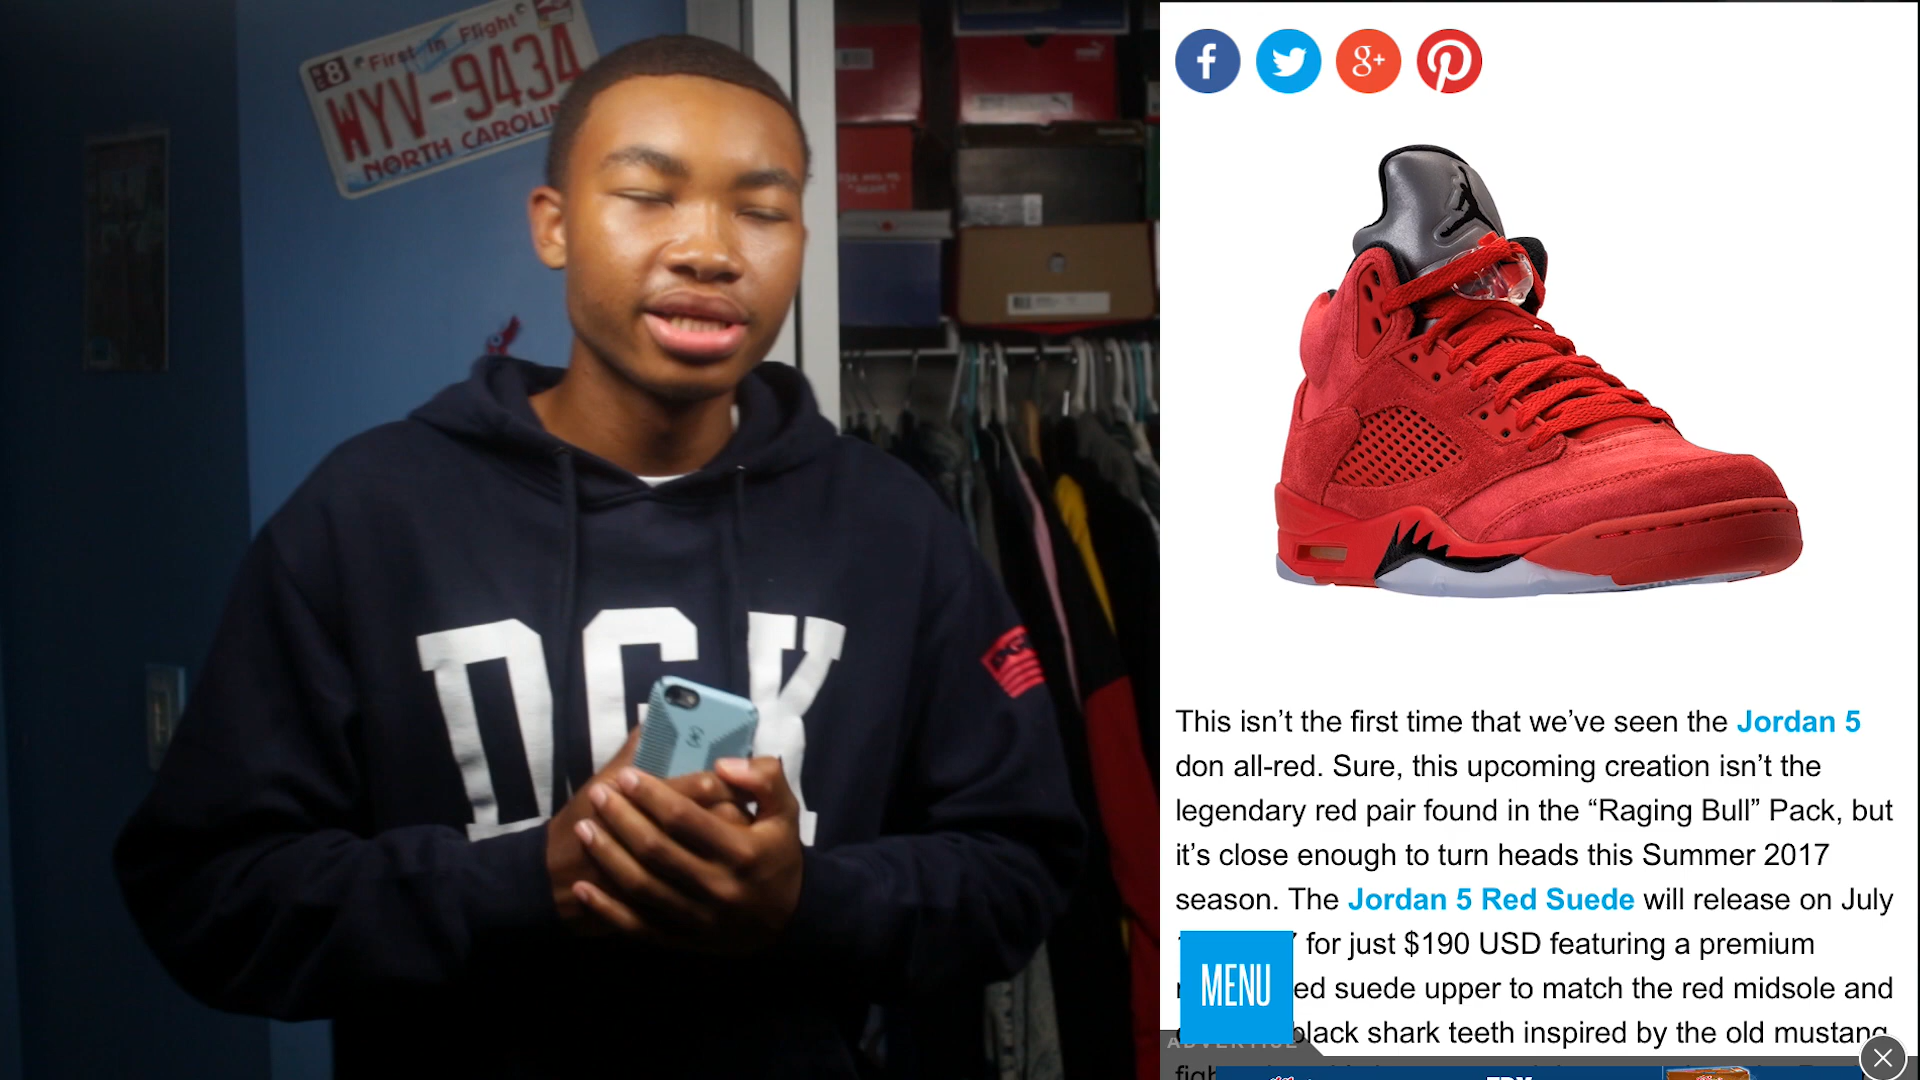 8 First in Flight
WYV-9434
NORTH CAROLIN
DGK
This isn’t the first time that we’ve seen the Jordan 5
don all-red. Sure, this upcoming creation isn’t the
legendary red pair found in the “Raging Bull” Pack, but
it’s close enough to turn heads this Summer 2017
season. The Jordan 5 Red Suede will release on July
for just $190 USD featuring a premium
ed suede upper to match the red midsole and
black shark teeth inspired by the old mustang
MENU
ADVERTISE